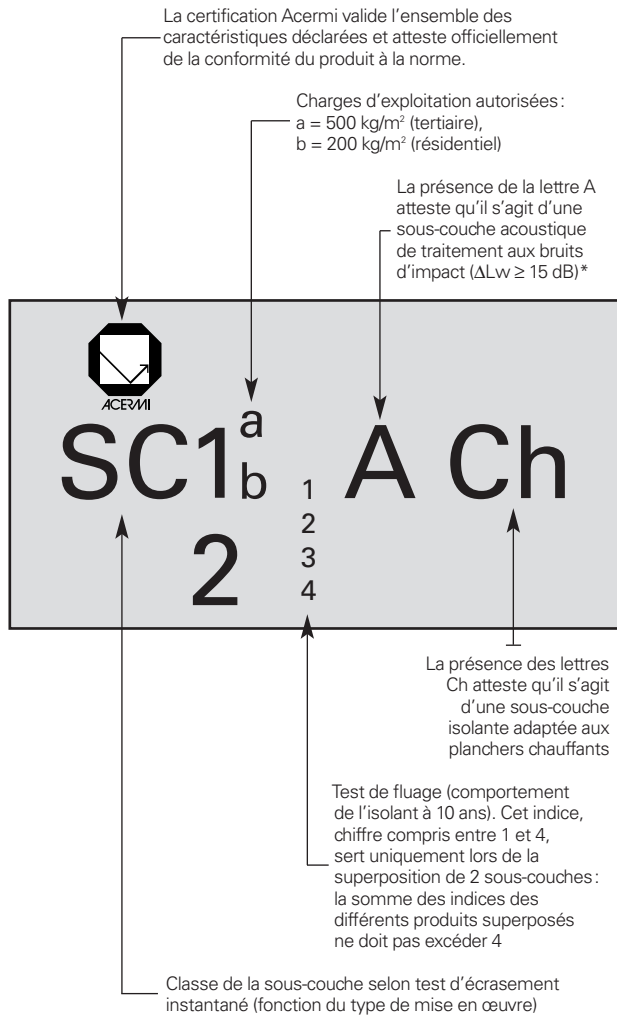 La certification Acermi valide l’ensemble des
caractéristiques déclarées et atteste officiellement
de la conformité du produit à la norme.
Charges d’exploitation autorisées :
a = 500 kg/m² (tertiaire),
b = 200 kg/m² (résidentiel)
La présence de la lettre A
atteste qu’il s’agit d’une
sous-couche acoustique
de traitement aux bruits
d’impact (ΔLw ≥ 15 dB)*
ACERMI
SC1 a b 1 A Ch
2
2
3
4
La présence des lettres
Ch atteste qu’il s’agit
d’une sous-couche
isolante adaptée aux
planchers chauffants
Test de fluage (comportement
de l’isolant à 10 ans). Cet indice,
chiffre compris entre 1 et 4,
sert uniquement lors de la
superposition de 2 sous-couches :
la somme des indices des
différents produits superposés
ne doit pas excéder 4
Classe de la sous-couche selon test d’écrasement
instantané (fonction du type de mise en œuvre)